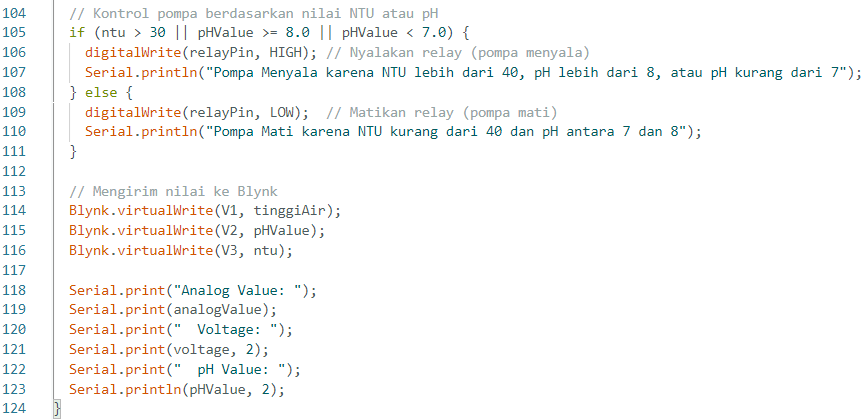 104 // Kontrol pompa berdasarkan nilai NTU atau pH
105 if (ntu > 30 || pHValue >= 8.0 || pHValue < 7.0) {
106 digitalWrite(relayPin, HIGH); // Nyalakan relay (pompa menyala)
107 Serial.println("Pompa Menyala karena NTU lebih dari 40, pH lebih dari 8, atau pH kurang dari 7");
108 } else {
109 digitalWrite(relayPin, LOW);  // Matikan relay (pompa mati)
110 Serial.println("Pompa Mati karena NTU kurang dari 40 dan pH antara 7 dan 8");
111 }
112
113 // Mengirim nilai ke Blynk
114 Blynk.virtualWrite(V1, tinggiAir);
115 Blynk.virtualWrite(V2, pHValue);
116 Blynk.virtualWrite(V3, ntu);
117
118 Serial.print("Analog Value: ");
119 Serial.print(analogValue);
120 Serial.print("  Voltage: ");
121 Serial.print(voltage, 2);
122 Serial.print("  pH Value: ");
123 Serial.println(pHValue, 2);
124 }